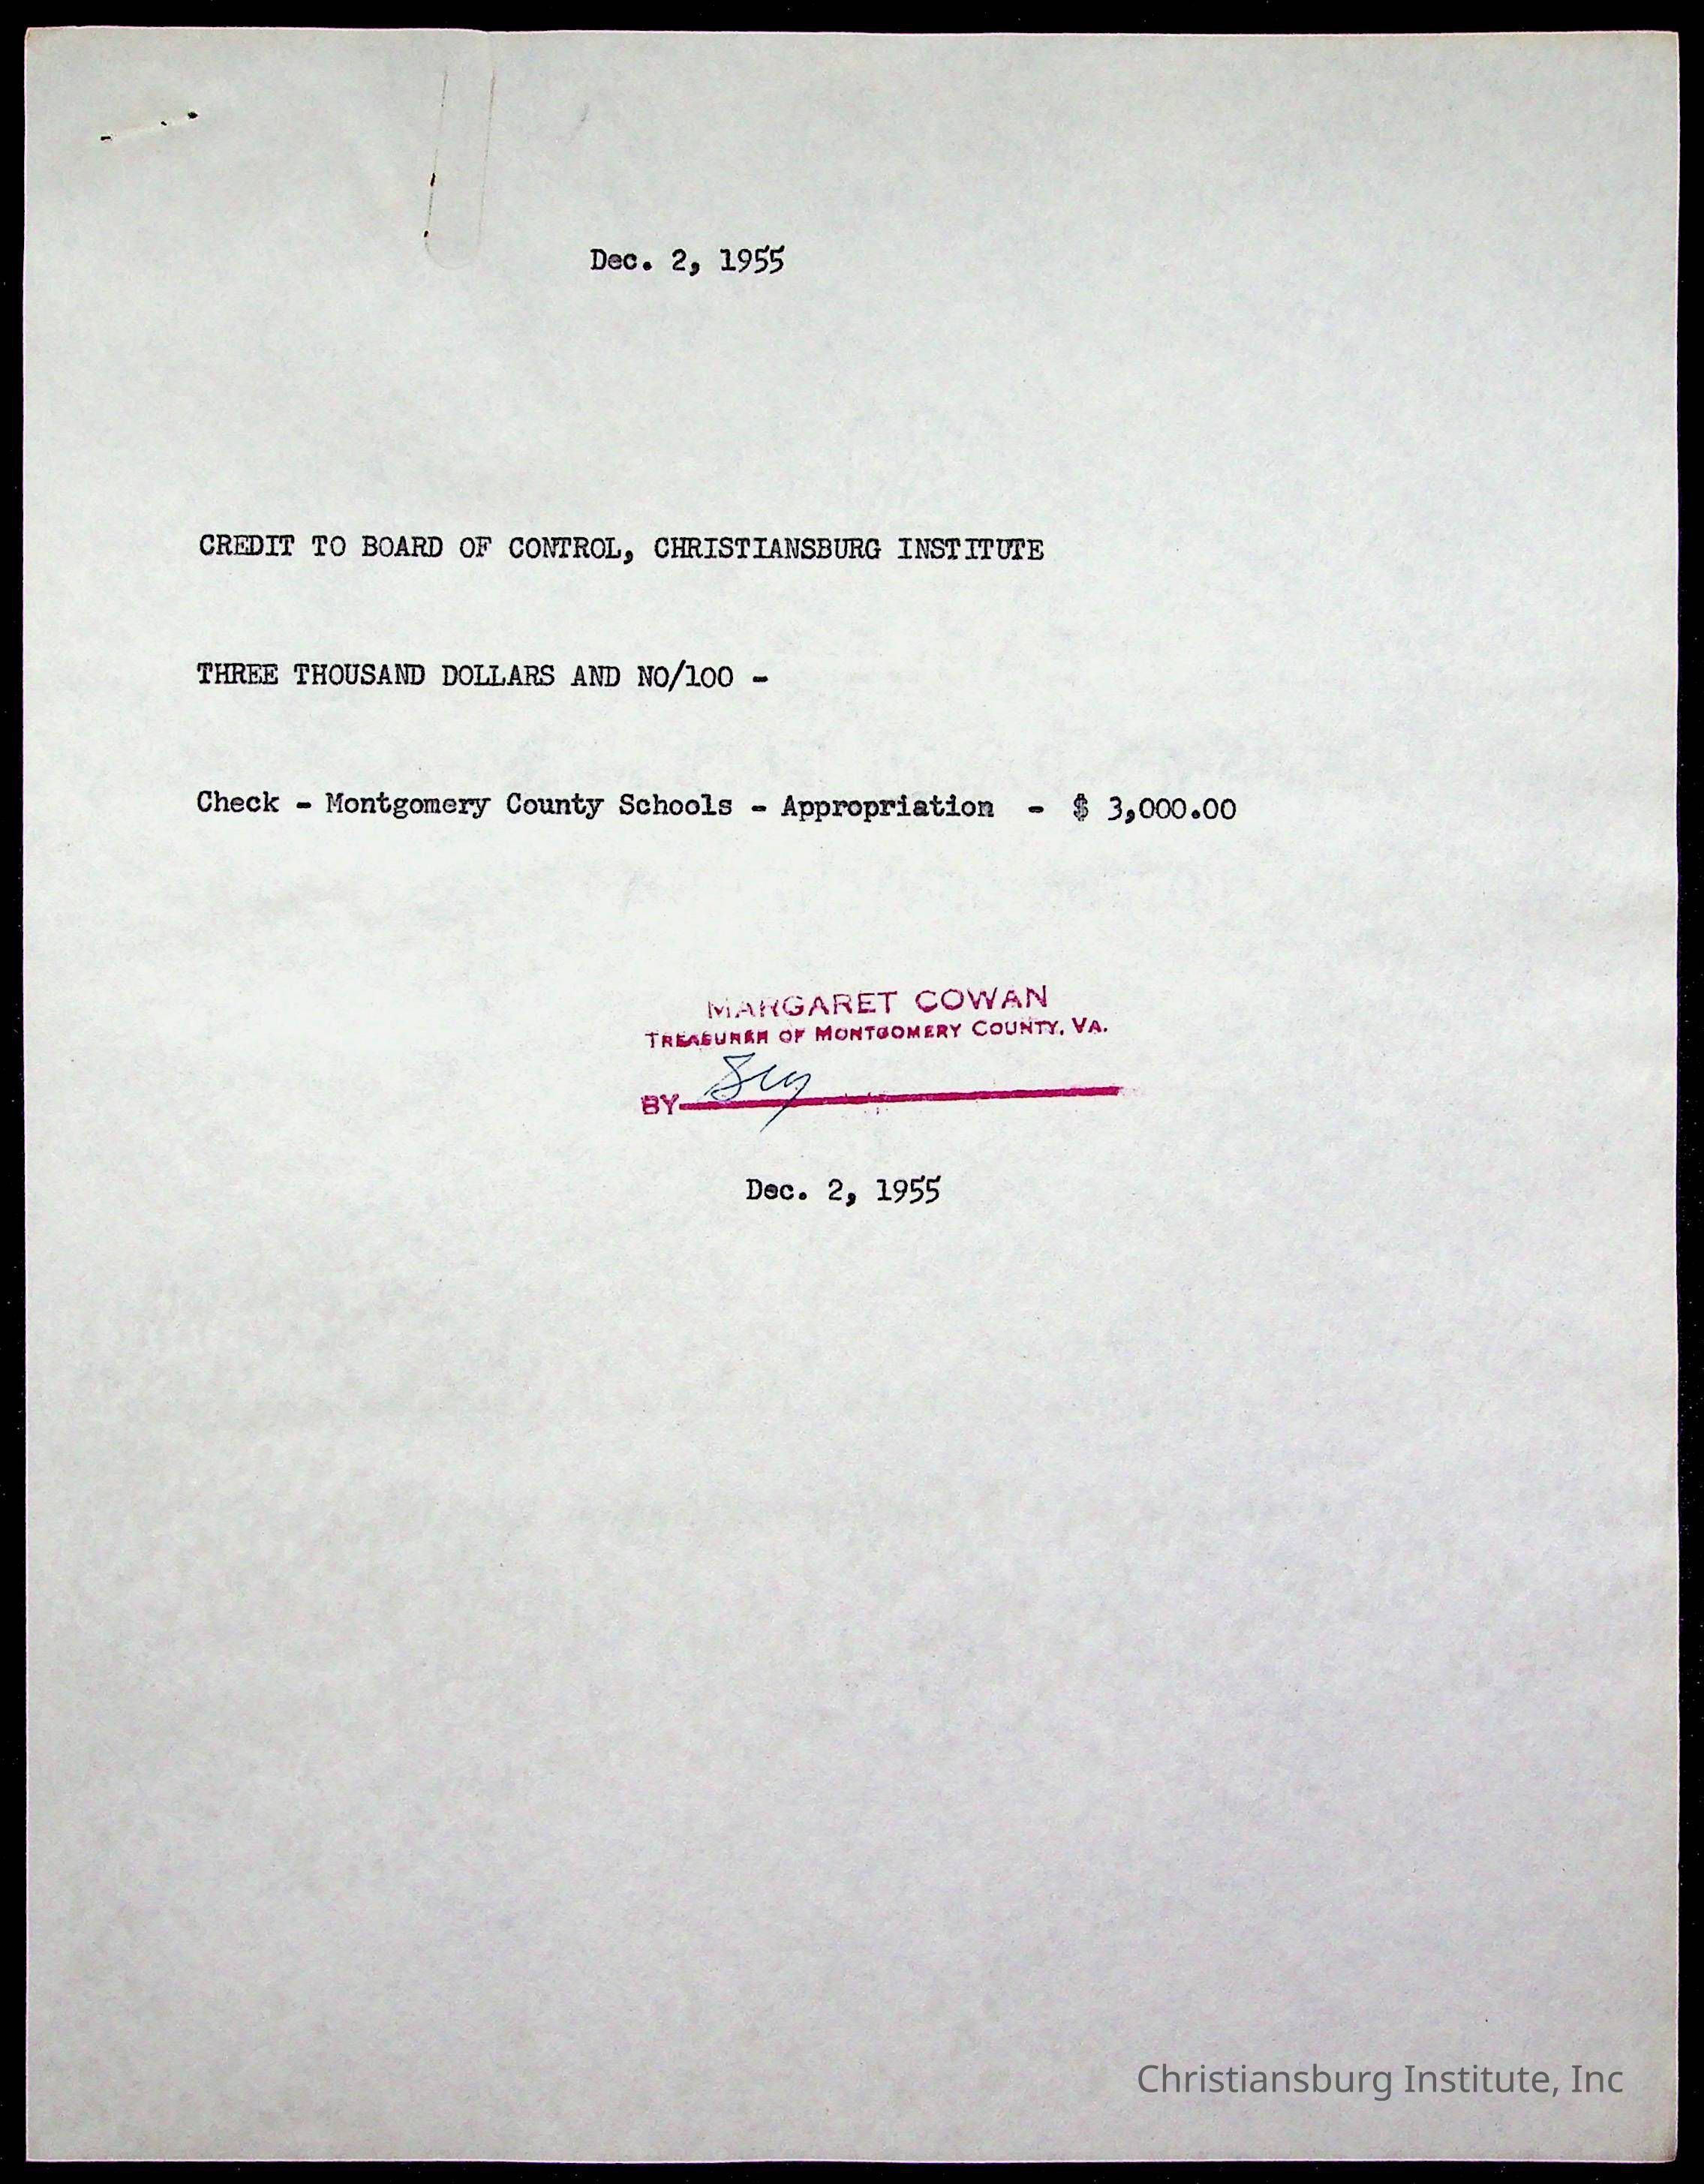 Dec. 2, 1955
CREDIT TO BOARD OF CONTROL, CHRISTIANSBURG INSTITUTE
THREE THOUSAND DOLLARS AND NO/100 -
Check - Montgomery County Schools - Appropriation - $ 3,000.00
MARGARET COWAN
TREASURER OF MONTGOMERY COUNTY, VA.
BY
Dec. 2, 1955
Christiansburg Institute, Inc